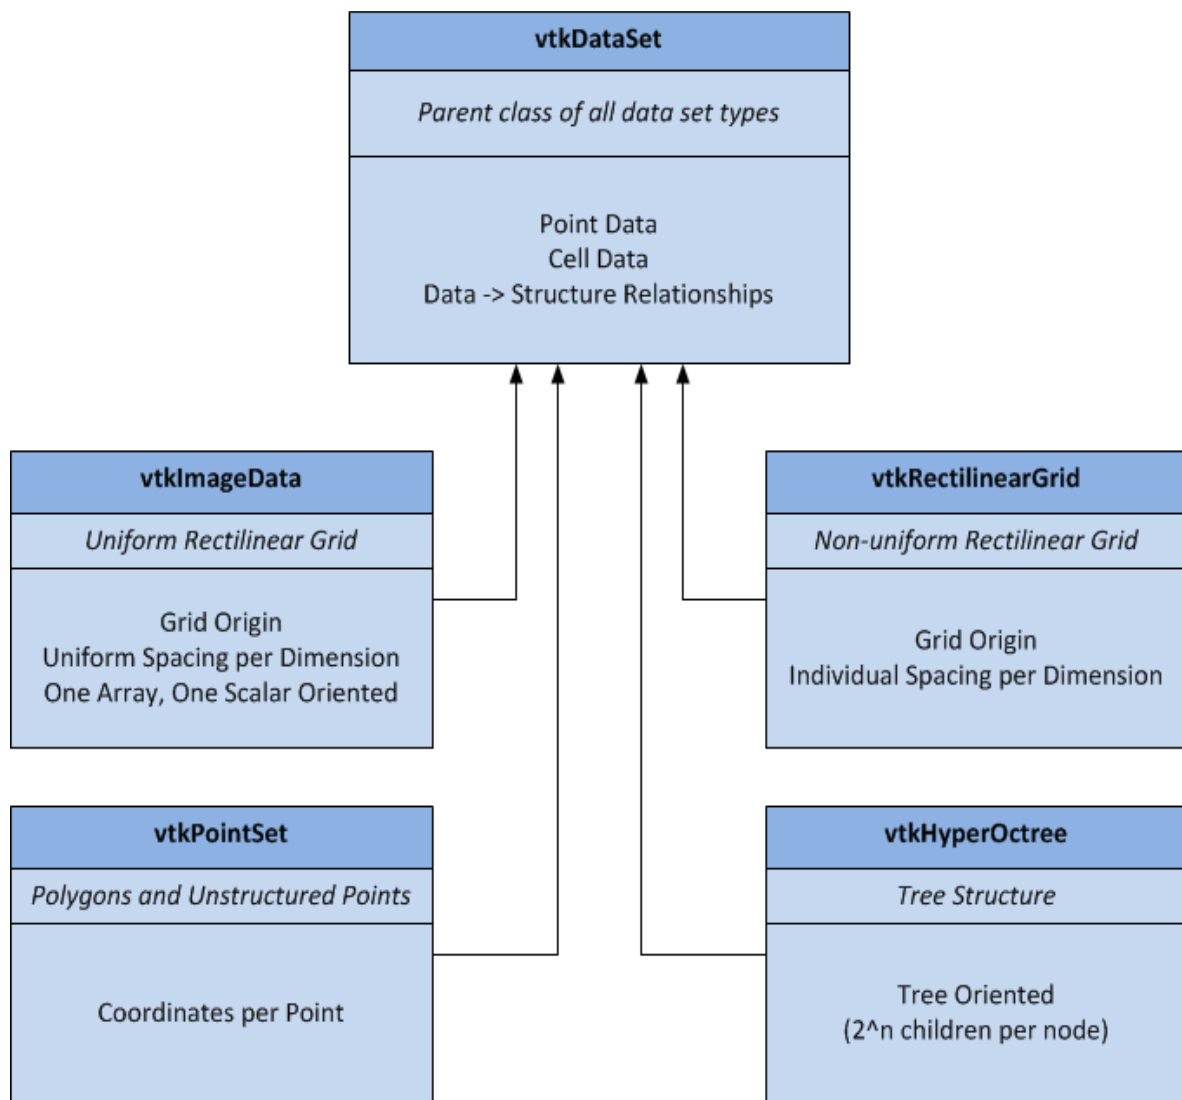 vtkDataSet
Parent class of all data set types
Point Data
Cell Data
Data -> Structure Relationships
vtkImageData
Uniform Rectilinear Grid
Grid Origin
Uniform Spacing per Dimension
One Array, One Scalar Oriented
vtkRectilinearGrid
Non-uniform Rectilinear Grid
Grid Origin
Individual Spacing per Dimension
vtkPointSet
Polygons and Unstructured Points
Coordinates per Point
vtkHyperOctree
Tree Structure
Tree Oriented
(2^n children per node)